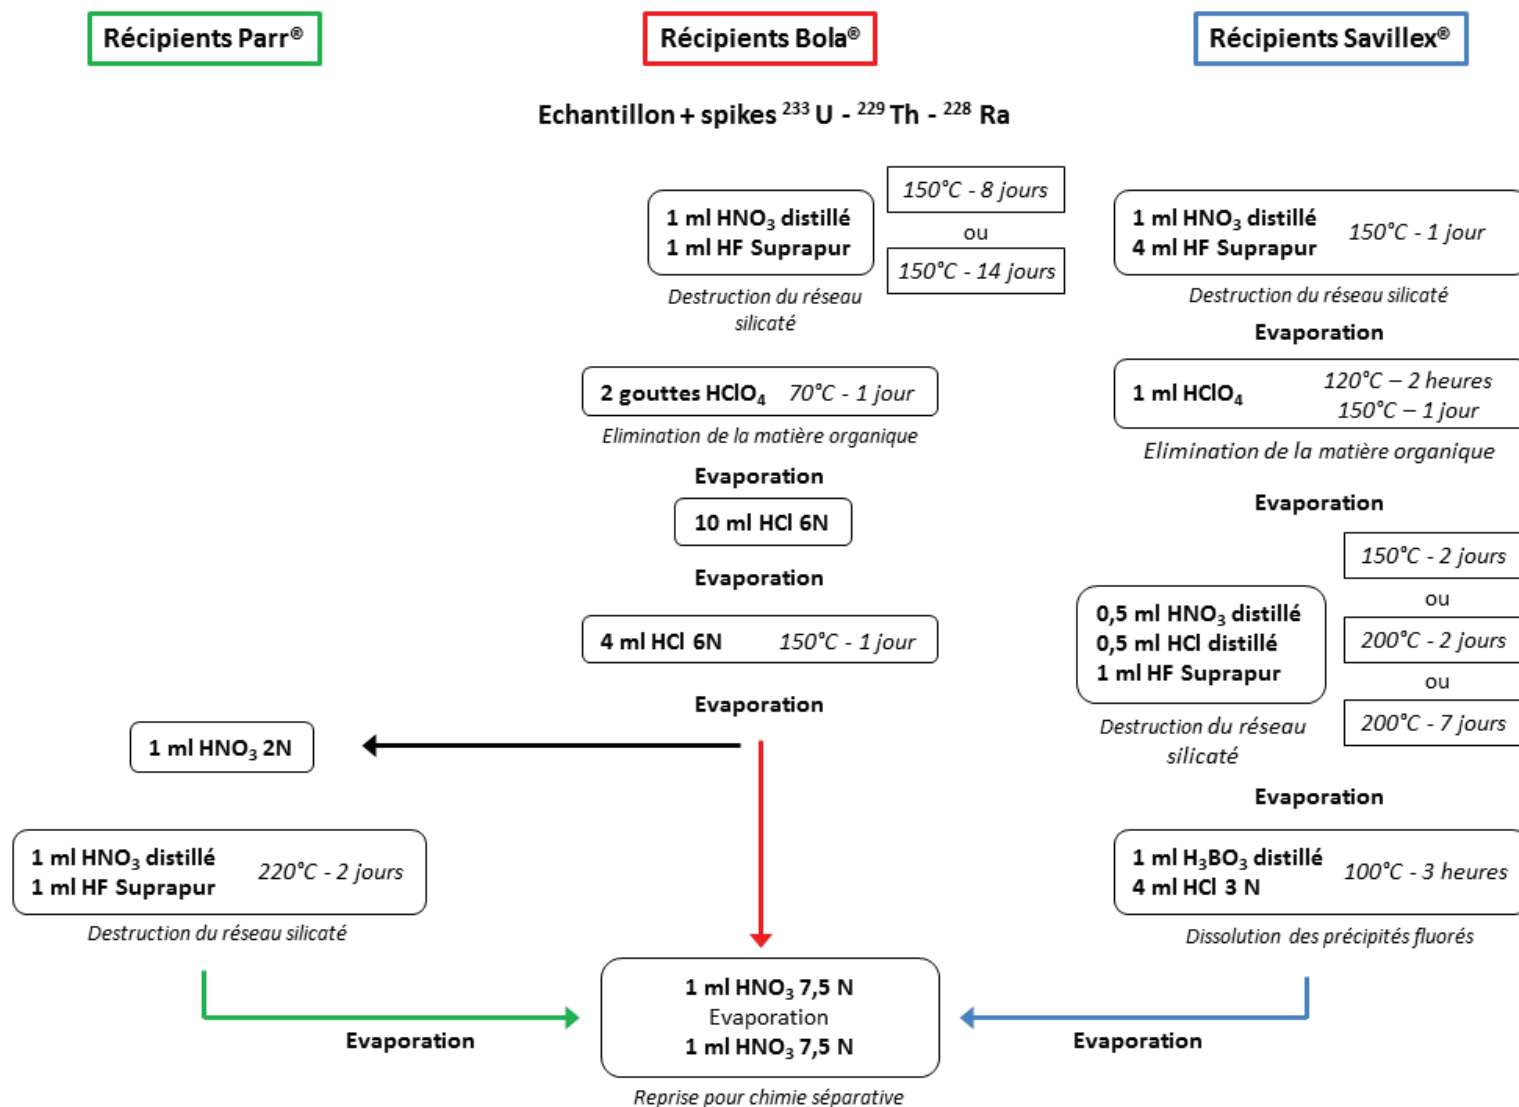 Récipients Parr®
Récipients Bola®
Récipients Savillex®
Echantillon + spikes ²³³ U - ²²⁹ Th - ²²⁸ Ra
1 ml HNO₃ distillé
1 ml HF Suprapur
150°C - 8 jours
ou
150°C - 14 jours
Destruction du réseau
silicaté
2 gouttes HClO₄ 70°C - 1 jour
Elimination de la matière organique
Evaporation
10 ml HCl 6N
Evaporation
4 ml HCl 6N 150°C - 1 jour
Evaporation
1 ml HNO₃ 2N
1 ml HNO₃ distillé
1 ml HF Suprapur
220°C - 2 jours
Destruction du réseau silicaté
Evaporation
1 ml HNO₃ distillé
4 ml HF Suprapur
150°C - 1 jour
Destruction du réseau silicaté
Evaporation
1 ml HClO₄
120°C – 2 heures
150°C – 1 jour
Elimination de la matière organique
Evaporation
0,5 ml HNO₃ distillé
0,5 ml HCl distillé
1 ml HF Suprapur
150°C - 2 jours
ou
200°C - 2 jours
ou
200°C - 7 jours
Destruction du réseau
silicaté
Evaporation
1 ml H₃BO₃ distillé
4 ml HCl 3 N
100°C - 3 heures
Dissolution des précipités fluorés
Evaporation
1 ml HNO₃ 7,5 N
Evaporation
1 ml HNO₃ 7,5 N
Reprise pour chimie séparative